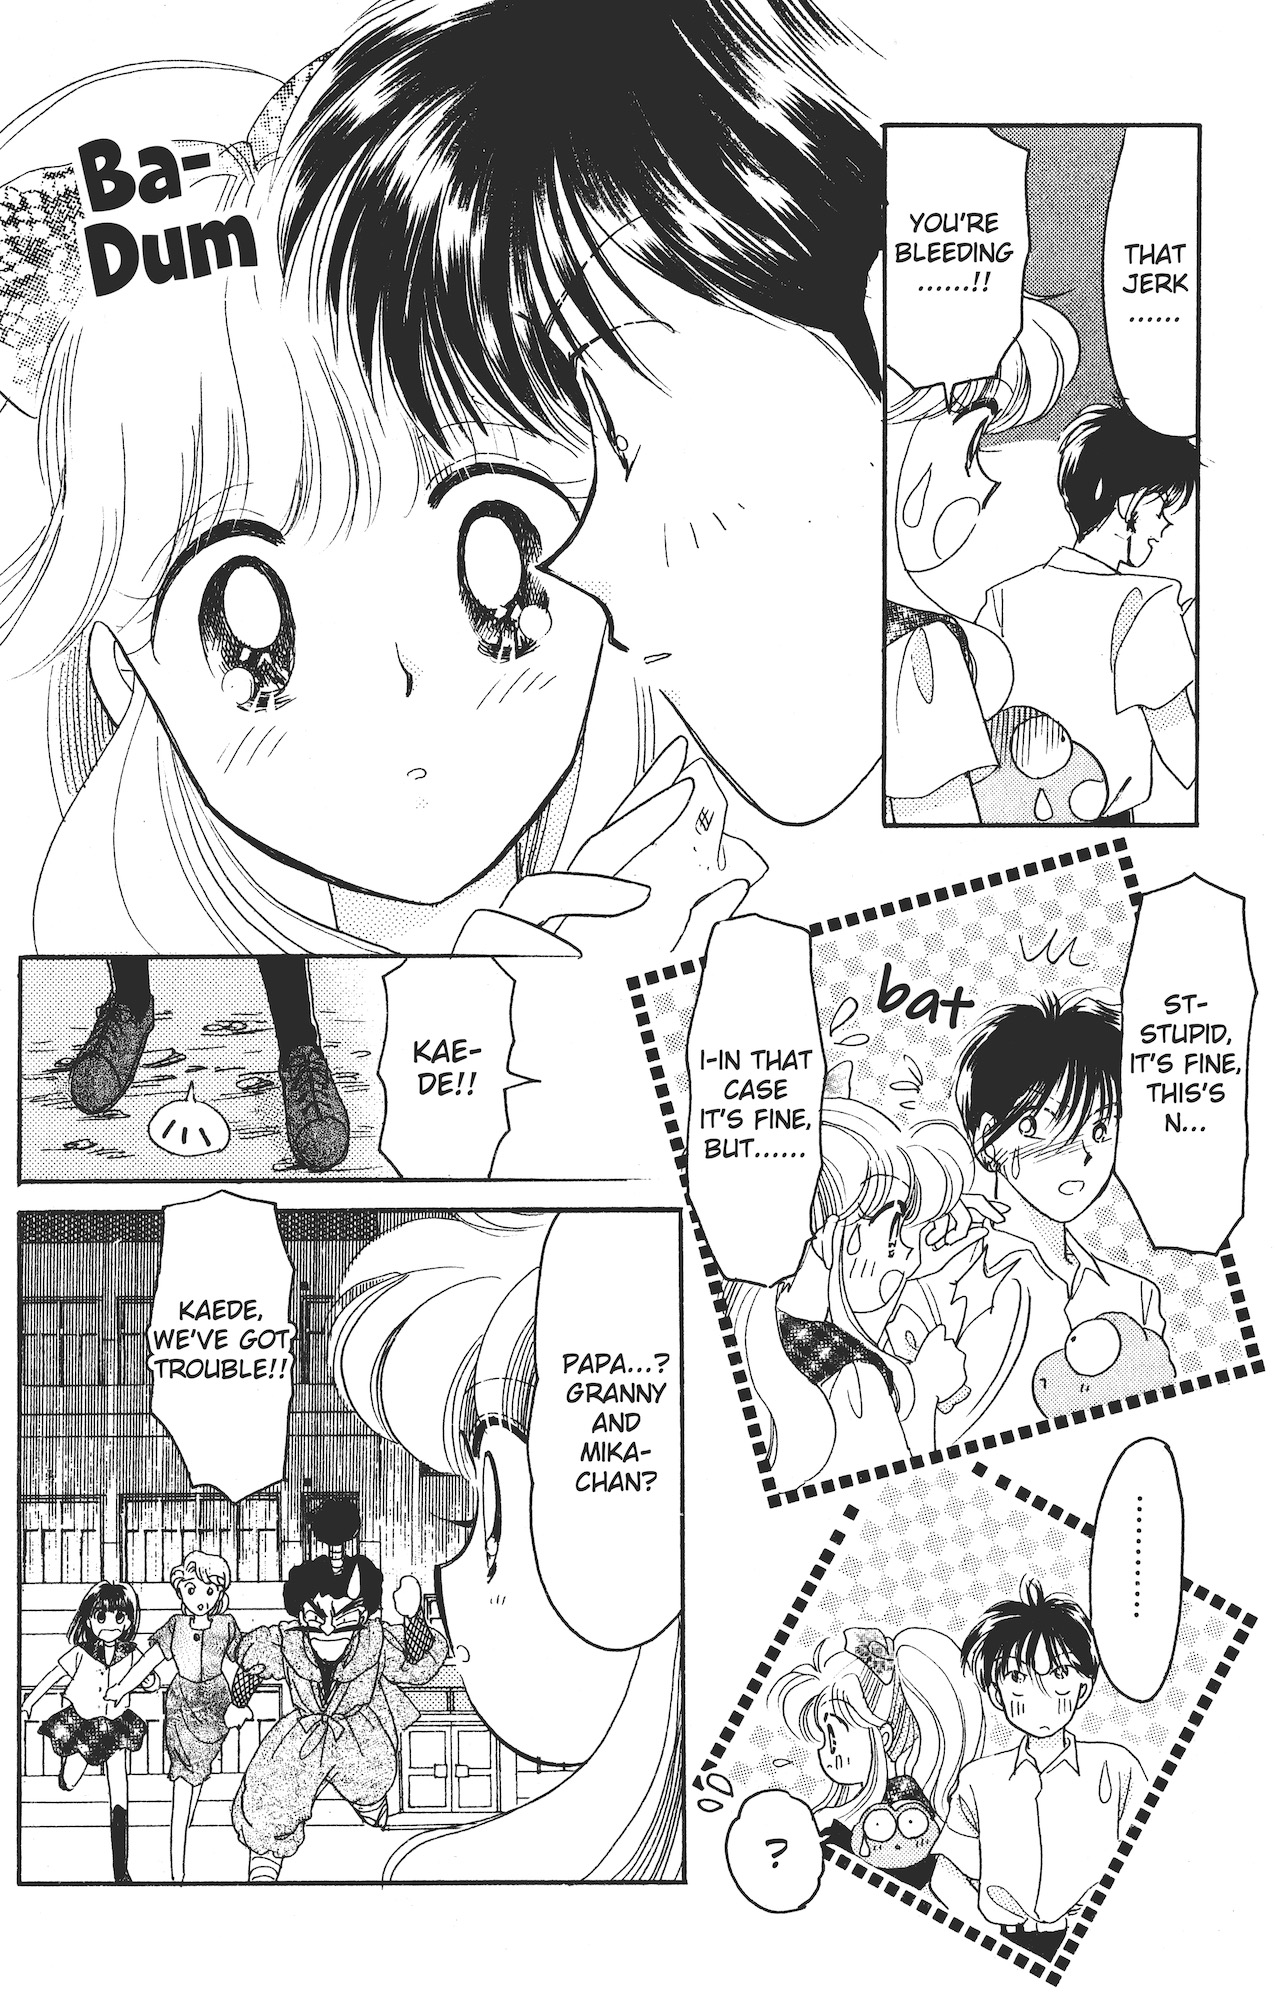 THAT
JERK
......
YOU'RE
BLEEDING
......!!
Ba-
Dum
ST-
STUPID,
IT'S FINE,
THIS'S
N...
bat
I-IN THAT
CASE
IT'S FINE,
BUT......
..........
?
KAE-
DE!!
PAPA...?
GRANNY
AND
MIKA-
CHAN?
KAEDE,
WE'VE GOT
TROUBLE!!